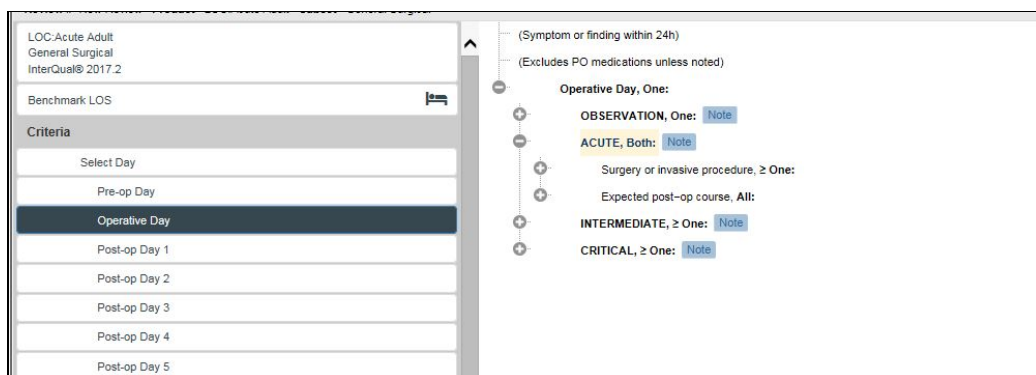 LOC:Acute Adult
General Surgical
InterQual® 2017.2
Benchmark LOS
Criteria
Select Day
Pre-op Day
Operative Day
Post-op Day 1
Post-op Day 2
Post-op Day 3
Post-op Day 4
Post-op Day 5
(Symptom or finding within 24h)
(Excludes PO medications unless noted)
Operative Day, One:
OBSERVATION, One: Note
ACUTE, Both: Note
Surgery or invasive procedure, ≥ One:
Expected post-op course, All:
INTERMEDIATE, ≥ One: Note
CRITICAL, ≥ One: Note